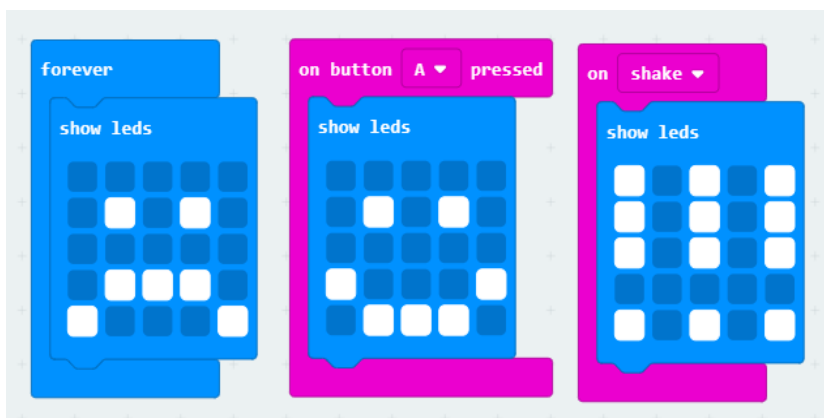 forever
show leds
on button A pressed
show leds
on shake
show leds